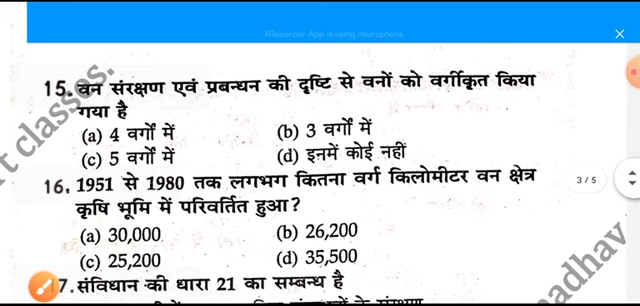 XRecorder App is using microphone
15. वन संरक्षण एवं प्रबन्धन की दृष्टि से वनों को वर्गीकृत किया
गया है
(a) 4 वर्गों में (b) 3 वर्गों में
(c) 5 वर्गों में (d) इनमें कोई नहीं
16. 1951 से 1980 तक लगभग कितना वर्ग किलोमीटर वन क्षेत्र
कृषि भूमि में परिवर्तित हुआ?
(a) 30,000 (b) 26,200
(c) 25,200 (d) 35,500
7. संविधान की धारा 21 का सम्बन्ध है
3 / 5
t classes.
adhav